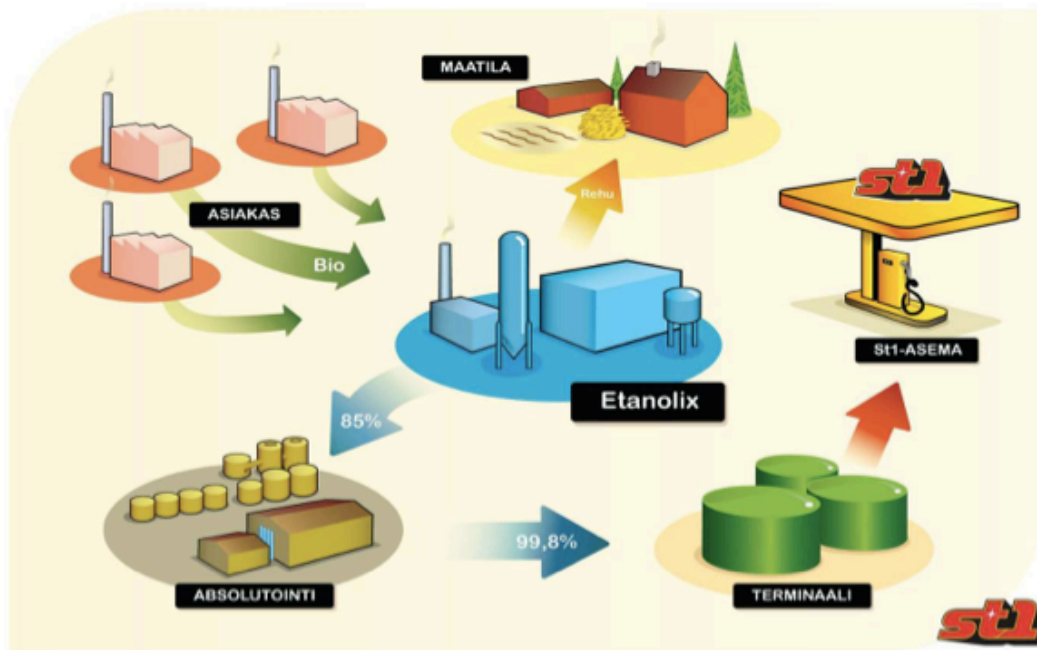 MAATILA
st1
Rehu
ASIAKAS
Bio
St1-ASEMA
Etanolix
85%
99,8%
ABSOLUTOINTI
TERMINAALI
st1